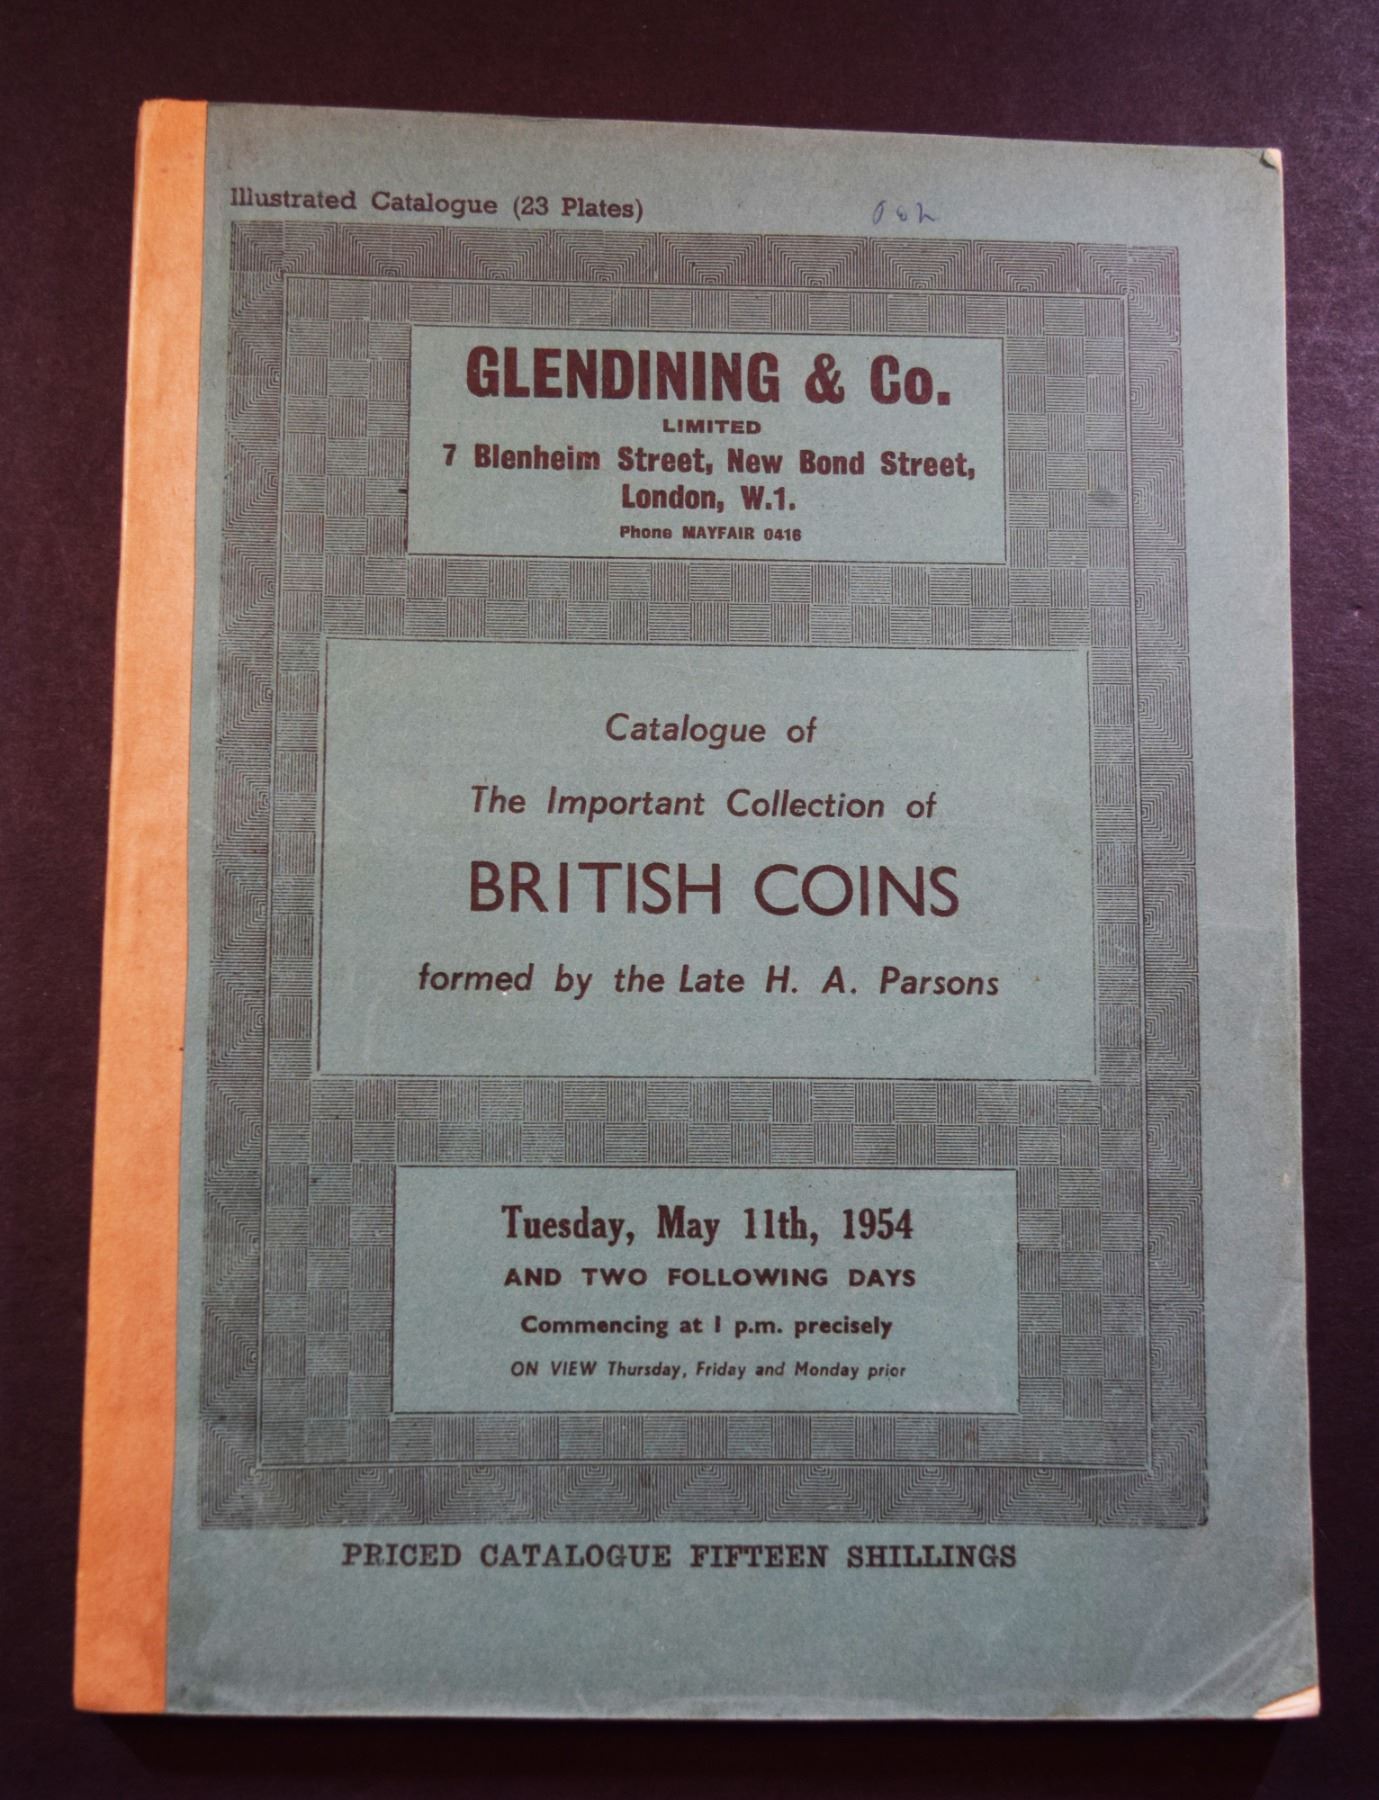 Illustrated Catalogue (23 Plates)
GLENDINING & Co.
LIMITED
7 Blenheim Street, New Bond Street,
London, W.1.
Phone MAYFAIR 0416
Catalogue of
The Important Collection of
BRITISH COINS
formed by the Late H. A. Parsons
Tuesday, May 11th, 1954
AND TWO FOLLOWING DAYS
Commencing at 1 p.m. precisely
ON VIEW Thursday, Friday and Monday prior
PRICED CATALOGUE FIFTEEN SHILLINGS